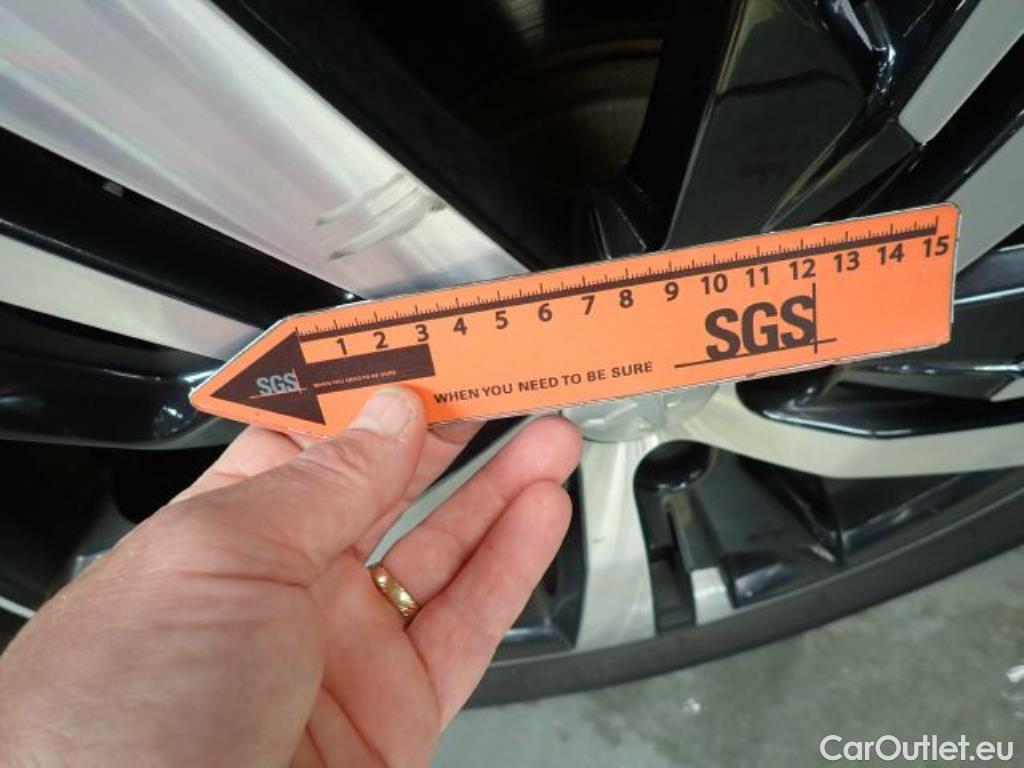 1 2 3 4 5 6 7 8 9 10 11 12 13 14 15
SGS
WHEN YOU NEED TO BE SURE
SGS
CarOutlet.eu